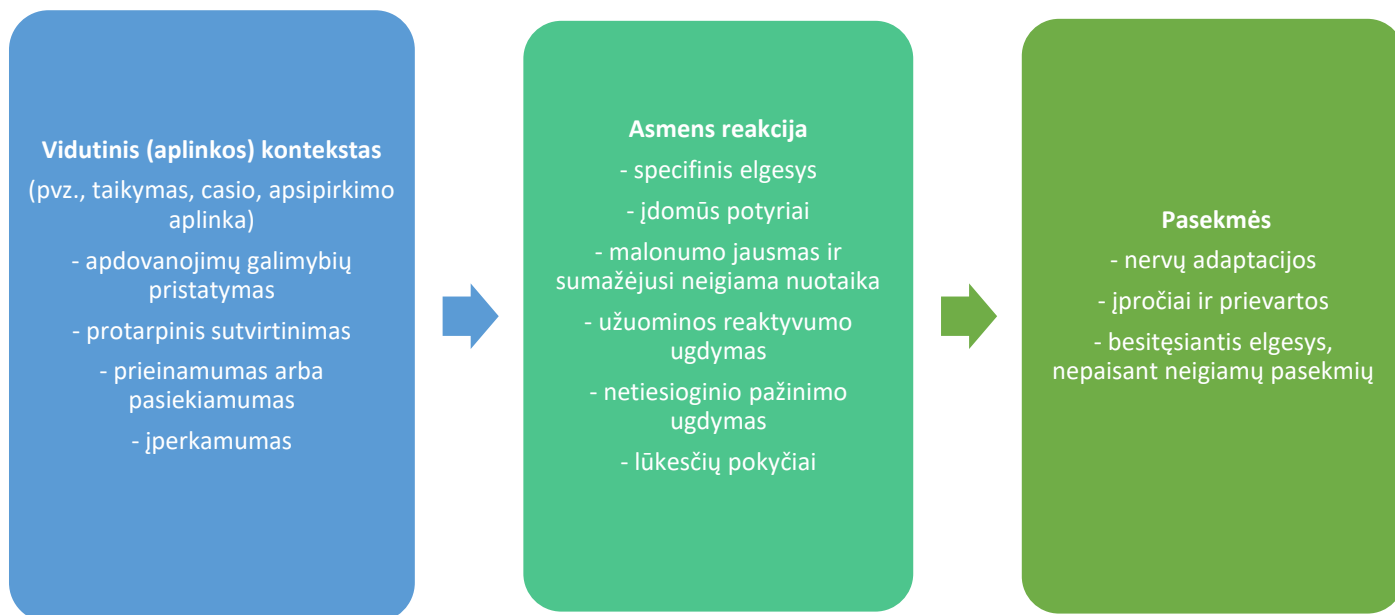 Vidutinis (aplinkos) kontekstas
(pvz., taikymas, casio, apsipirkimo
aplinka)
- apdovanojimų galimybių
pristatymas
- protarpinis sutvirtinimas
- prieinamumas arba
pasiekiamumas
- įperkamumas
Asmens reakcija
- specifinis elgesys
- įdomūs potyriai
- malonumo jausmas ir
sumažėjusi neigiama nuotaika
- užuominos reaktyvumo
ugdymas
- netiesioginio pažinimo
ugdymas
- lūkesčių pokyčiai
Pasekmės
- nervų adaptacijos
- įpročiai ir prievartos
- besitęsiantis elgesys,
nepaisant neigiamų pasekmių